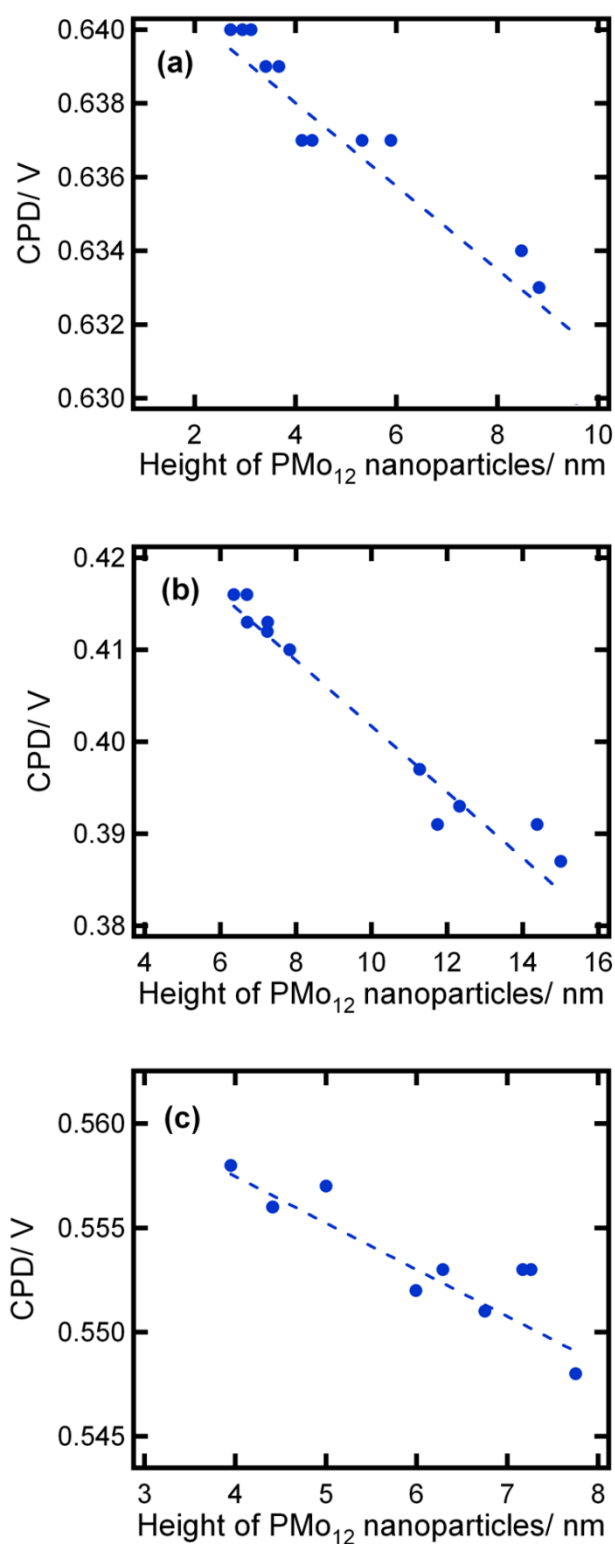 (a)
CPD/ V
0.640
0.638
0.636
0.634
0.632
0.630
2 4 6 8 10
Height of PMo₁₂ nanoparticles/ nm
(b)
CPD/ V
0.42
0.41
0.40
0.39
0.38
4 6 8 10 12 14 16
Height of PMo₁₂ nanoparticles/ nm
(c)
CPD/ V
0.560
0.555
0.550
0.545
3 4 5 6 7 8
Height of PMo₁₂ nanoparticles/ nm